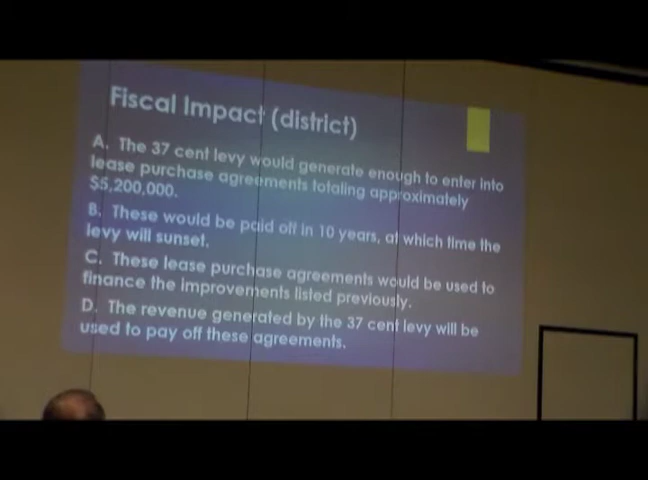 Fiscal Impact (district)
A. The 37 cent levy would generate enough to enter into
lease purchase agreements totaling approximately
$5,200,000.
B. These would be paid off in 10 years, at which time the
levy will sunset.
C. These lease purchase agreements would be used to
finance the improvements listed previously.
D. The revenue generated by the 37 cent levy will be
used to pay off these agreements.